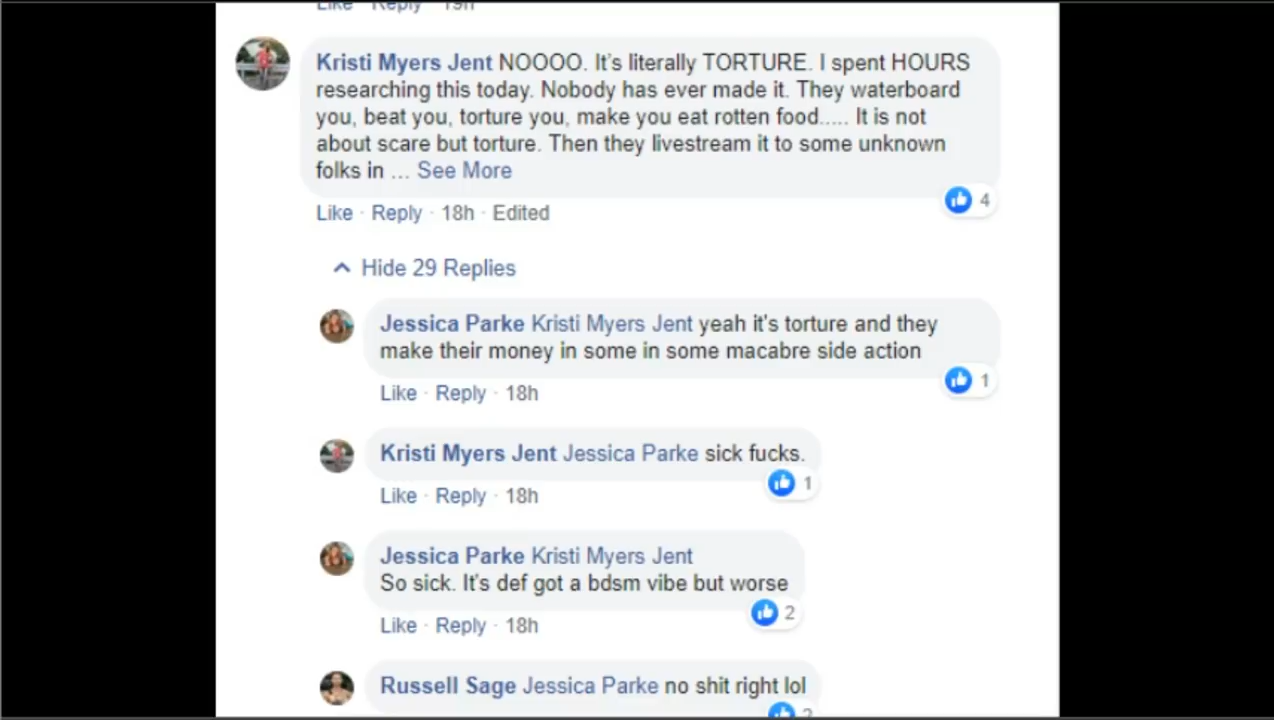 Like Reply 19h
Kristi Myers Jent NOOOO. It's literally TORTURE. I spent HOURS
researching this today. Nobody has ever made it. They waterboard
you, beat you, torture you, make you eat rotten food..... It is not
about scare but torture. Then they livestream it to some unknown
folks in ... See More
4
Like · Reply · 18h · Edited
Hide 29 Replies
Jessica Parke Kristi Myers Jent yeah it's torture and they
make their money in some in some macabre side action
1
Like · Reply · 18h
Kristi Myers Jent Jessica Parke sick fucks.
1
Like · Reply · 18h
Jessica Parke Kristi Myers Jent
So sick. It's def got a bdsm vibe but worse
2
Like · Reply · 18h
Russell Sage Jessica Parke no shit right lol
2